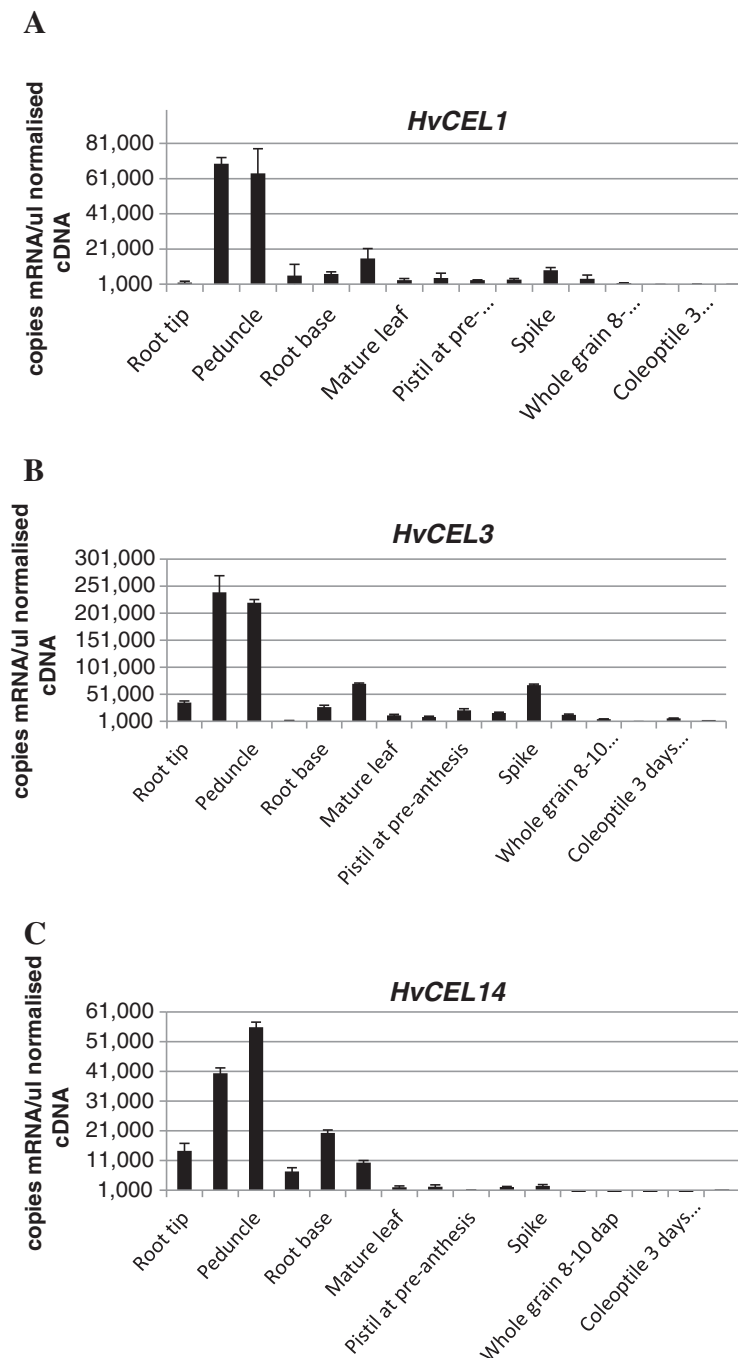 A
HvCEL1
copies mRNA/ul normalised
cDNA
81,000
61,000
41,000
21,000
1,000
Root tip
Peduncle
Root base
Mature leaf
Pistil at pre-...
Spike
Whole grain 8-...
Coleoptile 3...
B
HvCEL3
copies mRNA/ul normalised
cDNA
301,000
251,000
201,000
151,000
101,000
51,000
1,000
Root tip
Peduncle
Root base
Mature leaf
Pistil at pre-anthesis
Spike
Whole grain 8-10...
Coleoptile 3 days...
C
HvCEL14
copies mRNA/ul normalised
cDNA
61,000
51,000
41,000
31,000
21,000
11,000
1,000
Root tip
Peduncle
Root base
Mature leaf
Pistil at pre-anthesis
Spike
Whole grain 8-10 dap
Coleoptile 3 days...